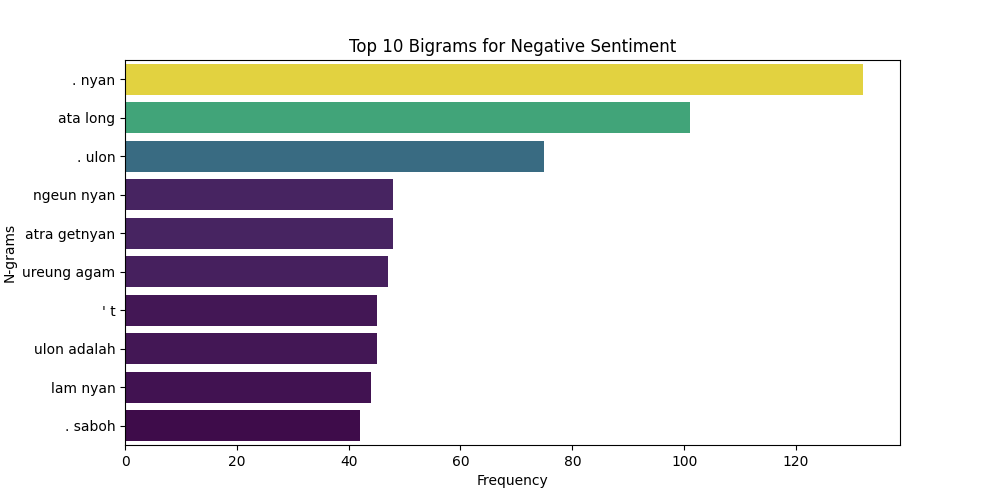 Top 10 Bigrams for Negative Sentiment
. nyan
ata long
. ulon
ngeun nyan
atra getnyan
ureung agam
' t
ulon adalah
lam nyan
. saboh
N-grams
0 20 40 60 80 100 120
Frequency